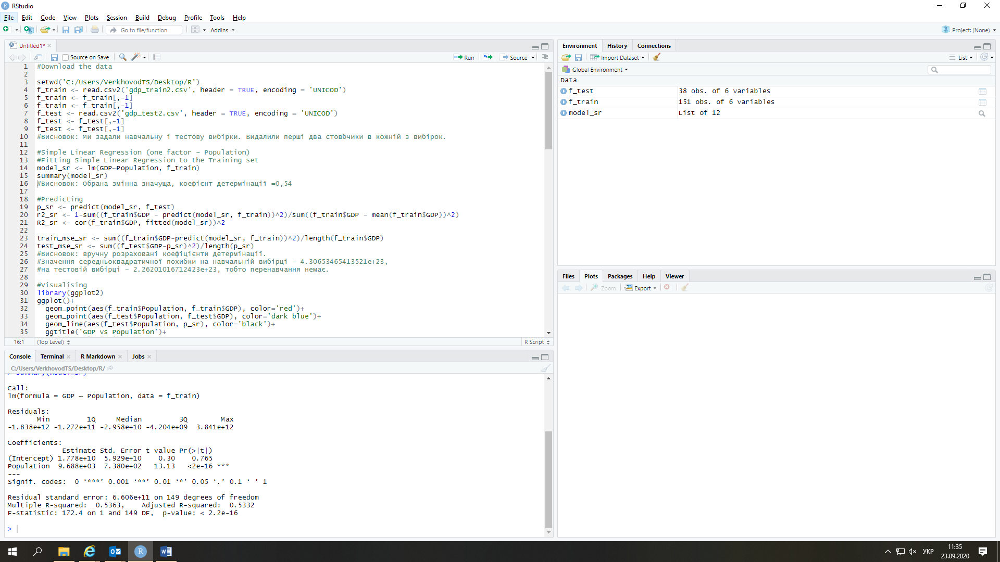 RStudio
File Edit Code View Plots Session Build Debug Profile Tools Help
Go to file/function Addins Project: (None)
Untitled1*
Source on Save Run Source
1 #Download the data
2
3 setwd('C:/Users/VerkhovodTS/Desktop/R')
4 f_train <- read.csv2('gdp_train2.csv', header = TRUE, encoding = 'UNICOD')
5 f_train <- f_train[,-1]
6 f_train <- f_train[,-1]
7 f_test <- read.csv2('gdp_test2.csv', header = TRUE, encoding = 'UNICOD')
8 f_test <- f_test[,-1]
9 f_test <- f_test[,-1]
10 #Висновок: Ми задали навчальну і тестову вибірки. Видалили перші два стовбчики в кожній з вибірок.
11
12 #Simple Linear Regression (one factor - Population)
13 #Fitting Simple Linear Regression to the Training set
14 model_sr <- lm(GDP~Population, f_train)
15 summary(model_sr)
16 #Висновок: Обрана змінна значуща, коефієнт детермінації =0,54
17
18 #Predicting
19 p_sr <- predict(model_sr, f_test)
20 r2_sr <- 1-sum((f_train$GDP - predict(model_sr, f_train))^2)/sum((f_train$GDP - mean(f_train$GDP))^2)
21 R2_sr <- cor(f_train$GDP, fitted(model_sr))^2
22
23 train_mse_sr <- sum((f_train$GDP-predict(model_sr, f_train))^2)/length(f_train$GDP)
24 test_mse_sr <- sum((f_test$GDP-p_sr)^2)/length(p_sr)
25 #Висновок: вручну розраховані коефіцієнти детермінації.
26 #Значення середньоквадратичної похибки на навчальній вибірці - 4.30653465413521e+23,
27 #на тестовій вибірці - 2.26201016712423e+23, тобто перенавчання немає.
28
29 #Visualising
30 library(ggplot2)
31 ggplot()+
32 geom_point(aes(f_train$Population, f_train$GDP), color='red')+
33 geom_point(aes(f_test$Population, f_test$GDP), color='dark blue')+
34 geom_line(aes(f_test$Population, p_sr), color='black')+
35 ggtitle('GDP vs Population')+
16:1 (Top Level) R Script
Console Terminal R Markdown Jobs
C:/Users/VerkhovodTS/Desktop/R/
> summary(model_sr)
Call:
lm(formula = GDP ~ Population, data = f_train)
Residuals:
Min 1Q Median 3Q Max
-1.838e+12 -1.272e+11 -2.958e+10 -4.204e+09 3.841e+12
Coefficients:
Estimate Std. Error t value Pr(>|t|)
(Intercept) 1.778e+10 5.929e+10 0.30 0.765
Population 9.688e+03 7.380e+02 13.13 <2e-16 ***
---
Signif. codes: 0 ‘***’ 0.001 ‘**’ 0.01 ‘*’ 0.05 ‘.’ 0.1 ‘ ’ 1
Residual standard error: 6.606e+11 on 149 degrees of freedom
Multiple R-squared: 0.5363, Adjusted R-squared: 0.5332
F-statistic: 172.4 on 1 and 149 DF, p-value: < 2.2e-16
>
Environment History Connections
Import Dataset List
Global Environment
Data
f_test 38 obs. of 6 variables
f_train 151 obs. of 6 variables
model_sr List of 12
Files Plots Packages Help Viewer
Zoom Export
УКР
11:35
23.09.2020